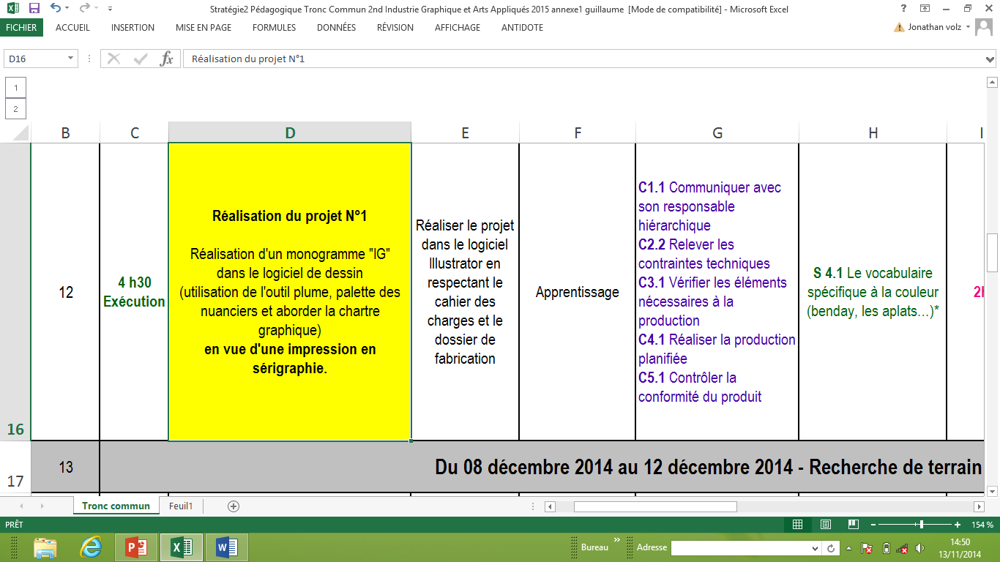 Stratégie2 Pédagogique Tronc Commun 2nd Industrie Graphique et Arts Appliqués 2015 annexe1 guillaume [Mode de compatibilité] - Microsoft Excel
?
FICHIER ACCUEIL INSERTION MISE EN PAGE FORMULES DONNÉES RÉVISION AFFICHAGE ANTIDOTE
Jonathan volz
D16
fx
Réalisation du projet N°1
1
2
B C D E F G H I
16
12
4 h30
Exécution
Réalisation du projet N°1
Réalisation d'un monogramme "IG"
dans le logiciel de dessin
(utilisation de l'outil plume, palette des
nuanciers et aborder la chartre
graphique)
en vue d'une impression en
sérigraphie.
Réaliser le projet
dans le logiciel
Illustrator en
respectant le
cahier des
charges et le
dossier de
fabrication
Apprentissage
C1.1 Communiquer avec
son responsable
hiérarchique
C2.2 Relever les
contraintes techniques
C3.1 Vérifier les éléments
nécessaires à la
production
C4.1 Réaliser la production
planifiée
C5.1 Contrôler la
conformité du produit
S 4.1 Le vocabulaire
spécifique à la couleur
(benday, les aplats...)*
17
13
Du 08 décembre 2014 au 12 décembre 2014 - Recherche de terrain
Tronc commun Feuil1
PRÊT
154 %
Bureau
Adresse
14:50
13/11/2014